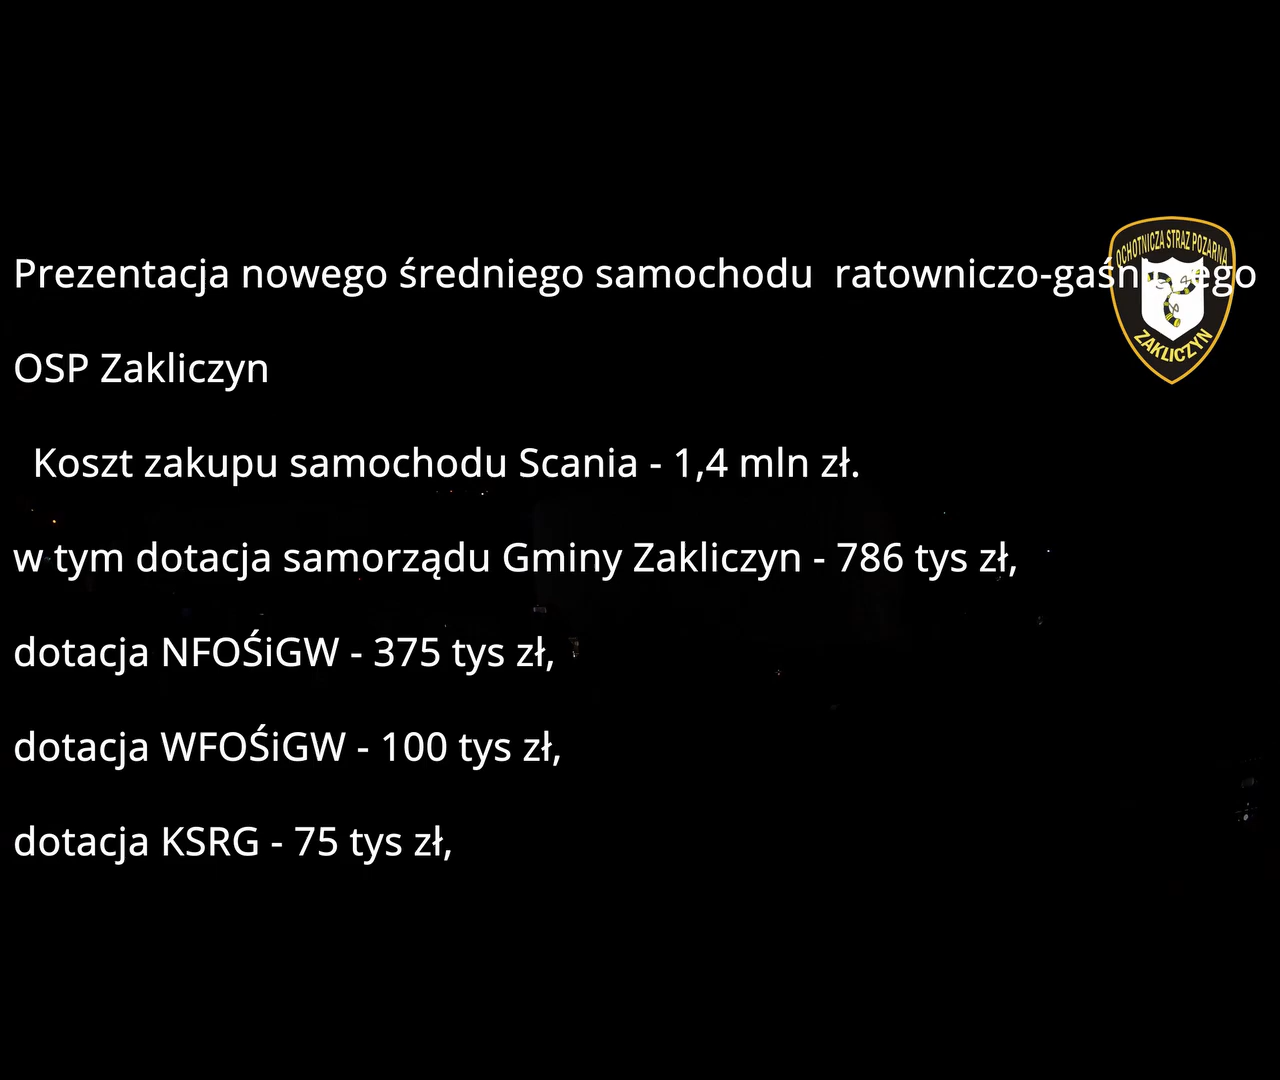 Prezentacja nowego średniego samochodu  ratowniczo-gaśniczego
OSP Zakliczyn
Koszt zakupu samochodu Scania - 1,4 mln zł.
w tym dotacja samorządu Gminy Zakliczyn - 786 tys zł,
dotacja NFOŚiGW - 375 tys zł,
dotacja WFOŚiGW - 100 tys zł,
dotacja KSRG - 75 tys zł,
OCHOTNICZA STRAŻ POŻARNA
ZAKLICZYN